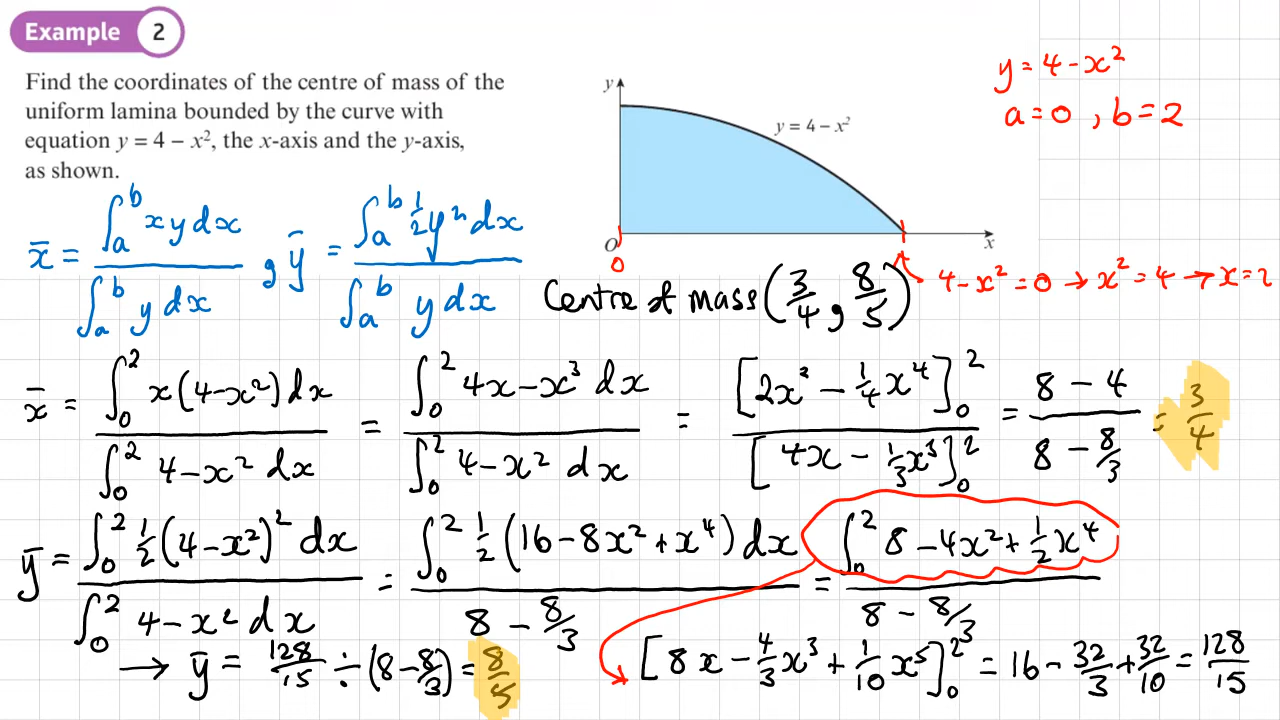 Example 2
Find the coordinates of the centre of mass of the
uniform lamina bounded by the curve with
equation y = 4 – x², the x-axis and the y-axis,
as shown.
y
y = 4 – x²
O
x
0
y = 4 - x²
a = 0 , b = 2
4 - x² = 0 → x² = 4 → x = 2
x̄ = ∫ₐᵇ x y dx / ∫ₐᵇ y dx , ȳ = ∫ₐᵇ ½y² dx / ∫ₐᵇ y dx
Centre of mass (3/4 , 8/5)
x̄ = ∫₀² x(4-x²) dx / ∫₀² 4-x² dx = ∫₀² 4x-x³ dx / ∫₀² 4-x² dx = [2x² - ¼x⁴]₀² / [4x - ⅓x³]₀² = 8 - 4 / 8 - 8/3 = 3/4
ȳ = ∫₀² ½(4-x²)² dx / ∫₀² 4-x² dx = ∫₀² ½(16-8x²+x⁴) dx / 8 - 8/3 = ∫₀² 8-4x²+½x⁴ / 8 - 8/3
[8x - 4/3x³ + 1/10x⁵]₀² = 16 - 32/3 + 32/10 = 128/15
→ ȳ = 128/15 ÷ (8-8/3) = 8/5